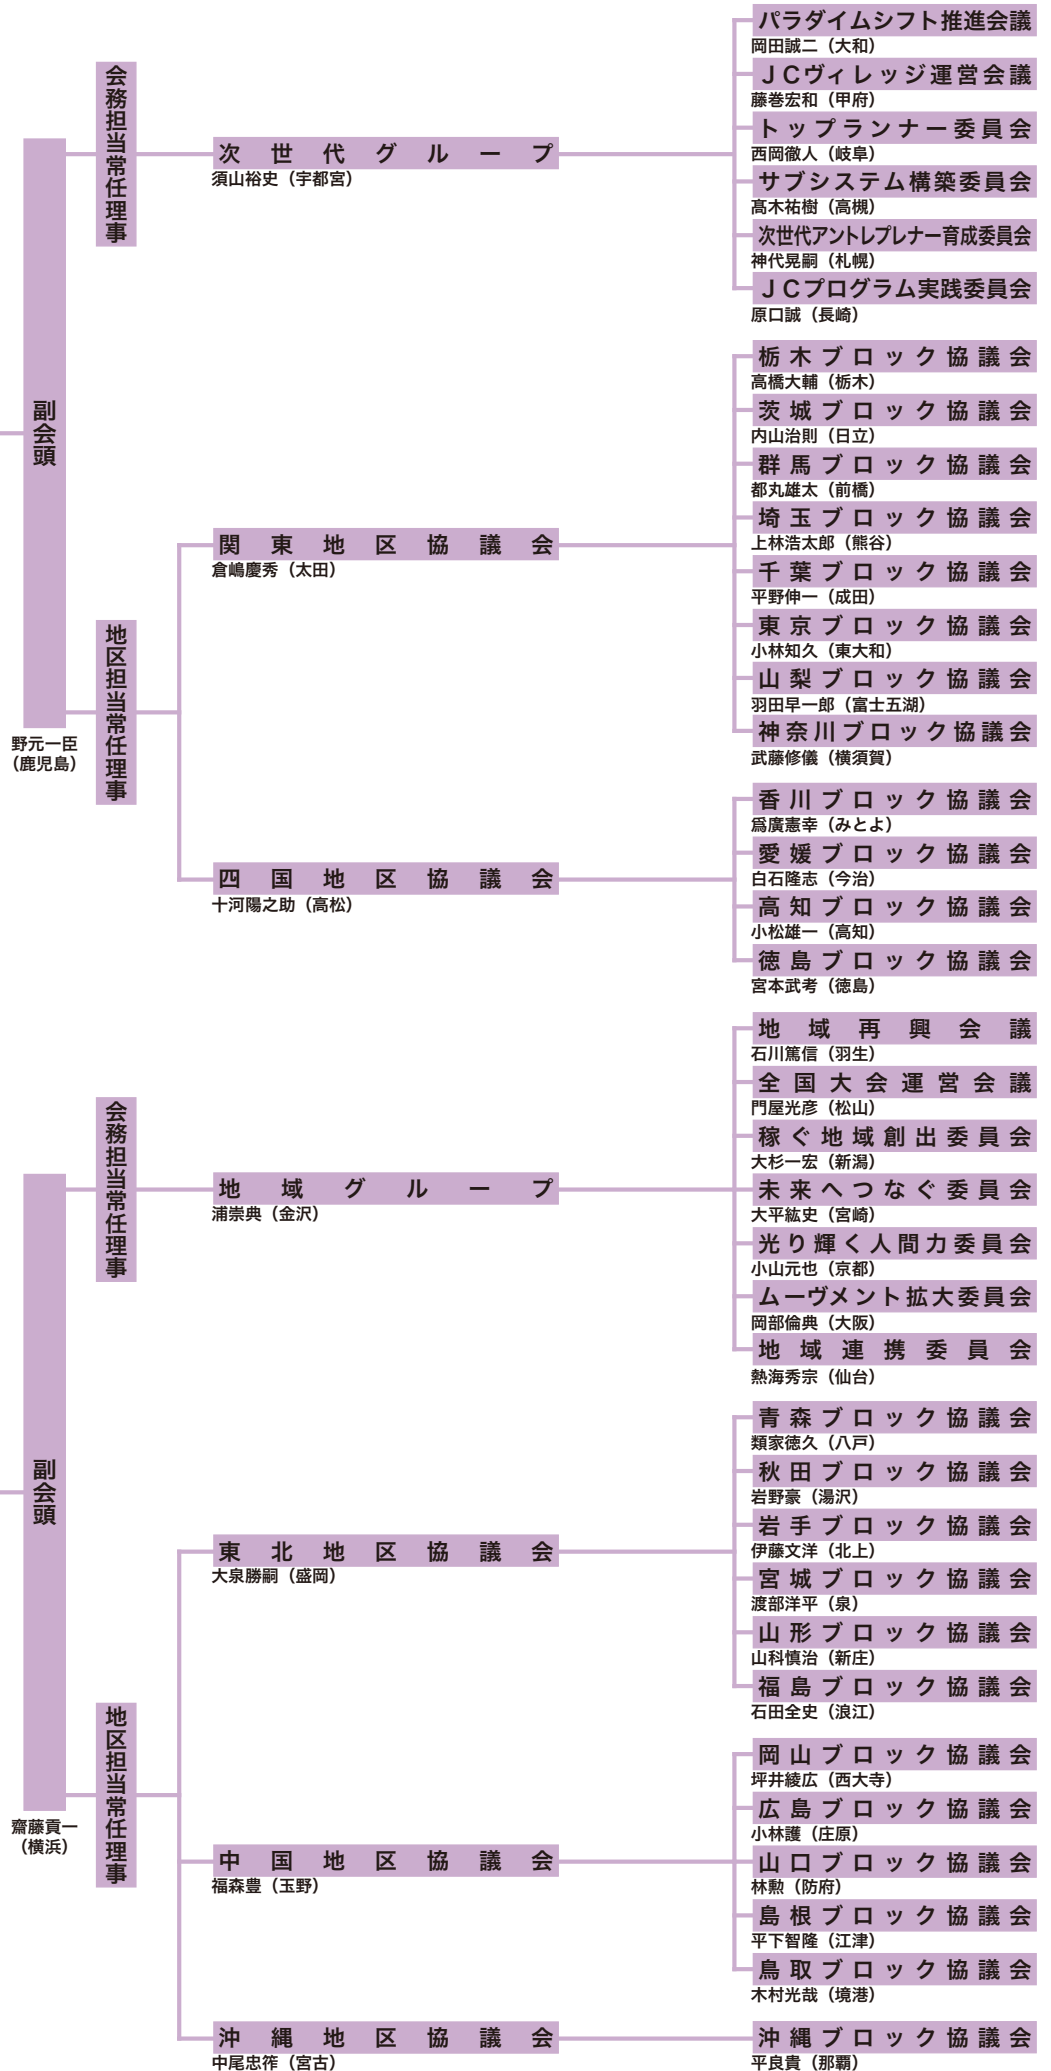 副会頭
野元一臣
(鹿児島)
会務担当常任理事
次世代グループ
須山裕史（宇都宮）
パラダイムシフト推進会議
岡田誠二（大和）
ＪＣヴィレッジ運営会議
藤巻宏和（甲府）
トップランナー委員会
西岡徹人（岐阜）
サブシステム構築委員会
髙木祐樹（高槻）
次世代アントレプレナー育成委員会
神代晃嗣（札幌）
ＪＣプログラム実践委員会
原口誠（長崎）
地区担当常任理事
関東地区協議会
倉嶋慶秀（太田）
栃木ブロック協議会
高橋大輔（栃木）
茨城ブロック協議会
内山治則（日立）
群馬ブロック協議会
都丸雄太（前橋）
埼玉ブロック協議会
上林浩太郎（熊谷）
千葉ブロック協議会
平野伸一（成田）
東京ブロック協議会
小林知久（東大和）
山梨ブロック協議会
羽田早一郎（富士五湖）
神奈川ブロック協議会
武藤修儀（横須賀）
四国地区協議会
十河陽之助（高松）
香川ブロック協議会
爲廣憲幸（みとよ）
愛媛ブロック協議会
白石隆志（今治）
高知ブロック協議会
小松雄一（高知）
徳島ブロック協議会
宮本武考（徳島）
副会頭
齋藤貢一
(横浜)
会務担当常任理事
地域グループ
浦崇典（金沢）
地域再興会議
石川篤信（羽生）
全国大会運営会議
門屋光彦（松山）
稼ぐ地域創出委員会
大杉一宏（新潟）
未来へつなぐ委員会
大平紘史（宮崎）
光り輝く人間力委員会
小山元也（京都）
ムーヴメント拡大委員会
岡部倫典（大阪）
地域連携委員会
熱海秀宗（仙台）
地区担当常任理事
東北地区協議会
大泉勝嗣（盛岡）
青森ブロック協議会
類家徳久（八戸）
秋田ブロック協議会
岩野豪（湯沢）
岩手ブロック協議会
伊藤文洋（北上）
宮城ブロック協議会
渡部洋平（泉）
山形ブロック協議会
山科慎治（新庄）
福島ブロック協議会
石田全史（浪江）
中国地区協議会
福森豊（玉野）
岡山ブロック協議会
坪井綾広（西大寺）
広島ブロック協議会
小林護（庄原）
山口ブロック協議会
林勲（防府）
島根ブロック協議会
平下智隆（江津）
鳥取ブロック協議会
木村光哉（境港）
沖縄地区協議会
中尾忠筰（宮古）
沖縄ブロック協議会
平良貴（那覇）